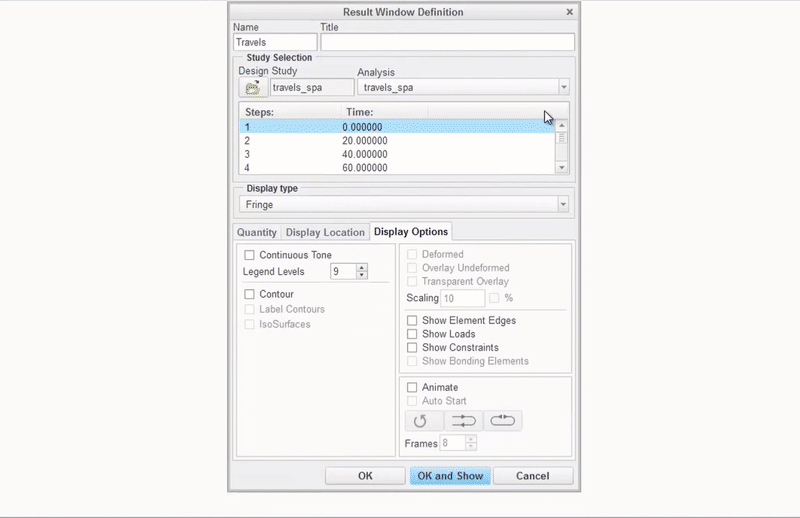 Result Window Definition
Name Title
Travels
Study Selection
Design Study Analysis
travels_spa travels_spa
Steps: Time:
1 0.000000
2 20.000000
3 40.000000
4 60.000000
Display type
Fringe
Quantity Display Location Display Options
Continuous Tone
Legend Levels 9
Contour
Label Contours
IsoSurfaces
Deformed
Overlay Undeformed
Transparent Overlay
Scaling 10 %
Show Element Edges
Show Loads
Show Constraints
Show Bonding Elements
Animate
Auto Start
Frames 8
OK OK and Show Cancel